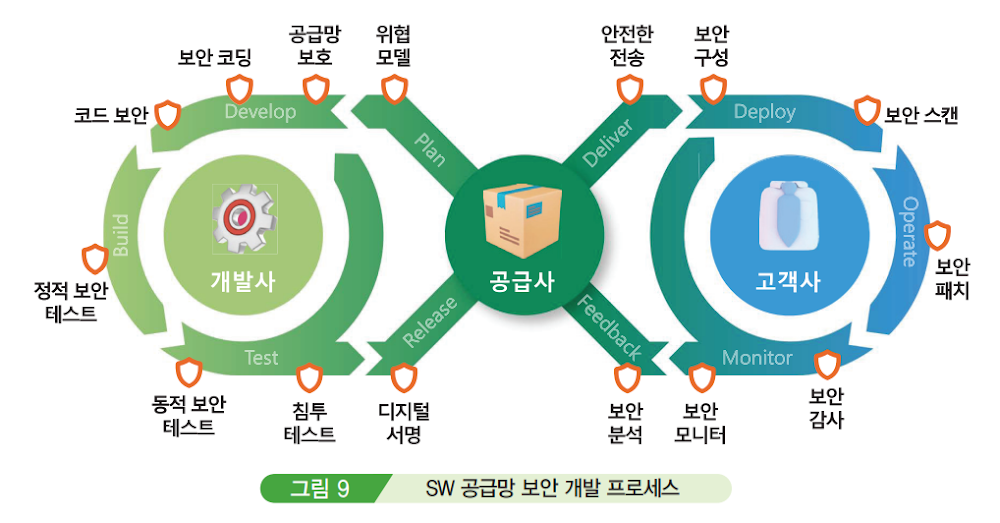 공급망
보호
위협
모델
안전한
전송
보안
구성
보안 코딩
코드 보안
Develop
Plan
Deliver
Deploy
보안 스캔
Build
개발사
공급사
고객사
Operate
보안
패치
정적 보안
테스트
Test
Release
Feedback
Monitor
동적 보안
테스트
침투
테스트
디지털
서명
보안
분석
보안
모니터
보안
감사
그림 9
SW 공급망 보안 개발 프로세스